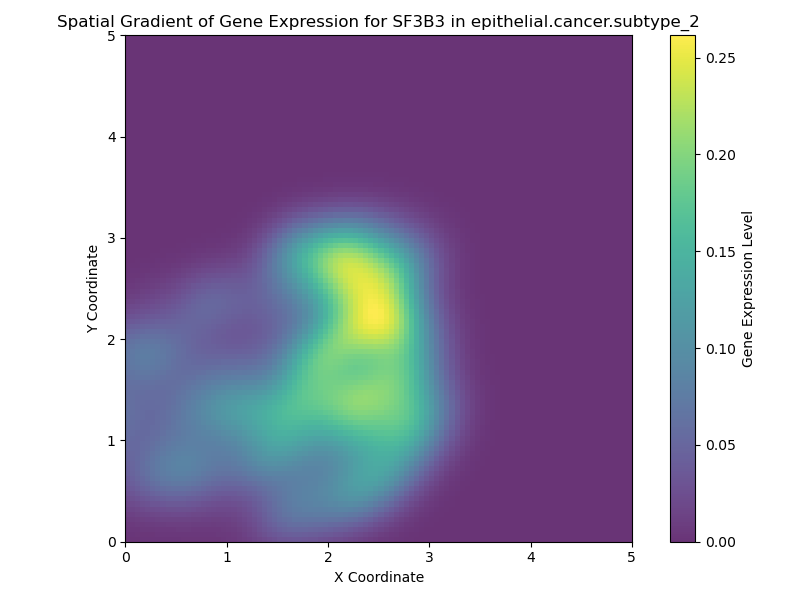 Spatial Gradient of Gene Expression for SF3B3 in epithelial.cancer.subtype_2
5
4
3
2
1
0
Y Coordinate
0 1 2 3 4 5
X Coordinate
0.25
0.20
0.15
0.10
0.05
0.00
Gene Expression Level